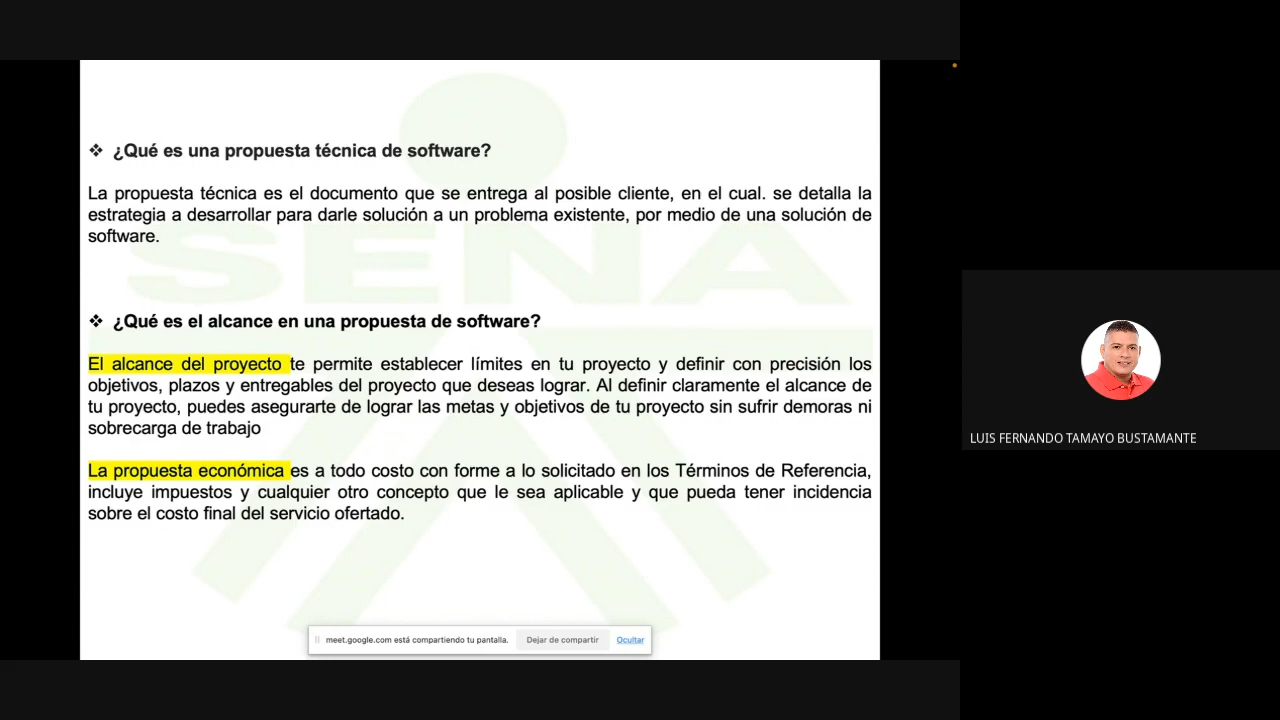 ❖ ¿Qué es una propuesta técnica de software?
La propuesta técnica es el documento que se entrega al posible cliente, en el cual. se detalla la
estrategia a desarrollar para darle solución a un problema existente, por medio de una solución de
software.
SENA
❖ ¿Qué es el alcance en una propuesta de software?
El alcance del proyecto te permite establecer límites en tu proyecto y definir con precisión los
objetivos, plazos y entregables del proyecto que deseas lograr. Al definir claramente el alcance de
tu proyecto, puedes asegurarte de lograr las metas y objetivos de tu proyecto sin sufrir demoras ni
sobrecarga de trabajo
La propuesta económica es a todo costo con forme a lo solicitado en los Términos de Referencia,
incluye impuestos y cualquier otro concepto que le sea aplicable y que pueda tener incidencia
sobre el costo final del servicio ofertado.
meet.google.com está compartiendo tu pantalla. Dejar de compartir Ocultar
LUIS FERNANDO TAMAYO BUSTAMANTE